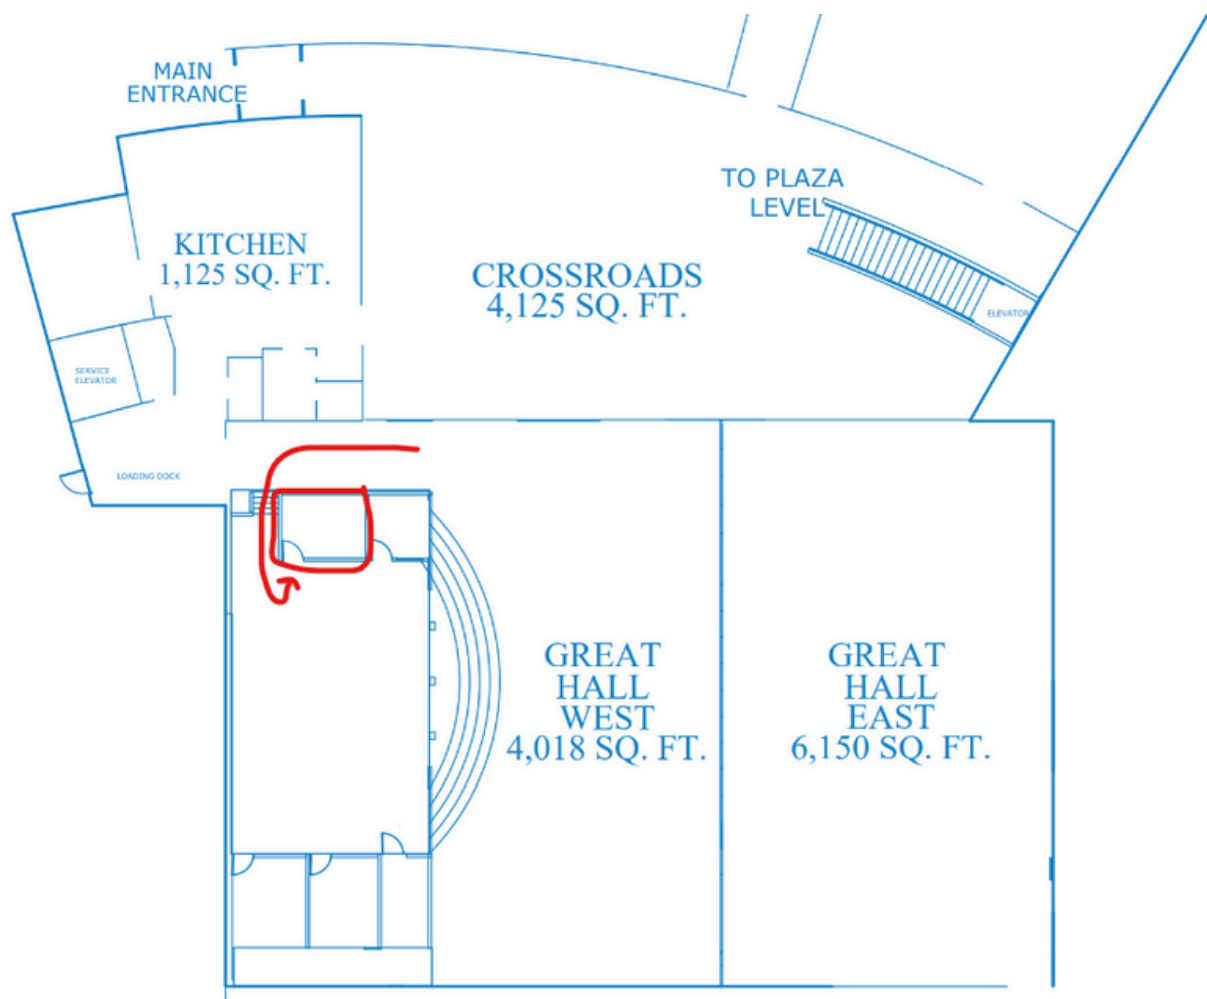 MAIN
ENTRANCE
TO PLAZA
LEVEL
KITCHEN
1,125 SQ. FT.
CROSSROADS
4,125 SQ. FT.
ELEVATOR
SERVICE
ELEVATOR
LOADING DOCK
GREAT
HALL
WEST
4,018 SQ. FT.
GREAT
HALL
EAST
6,150 SQ. FT.